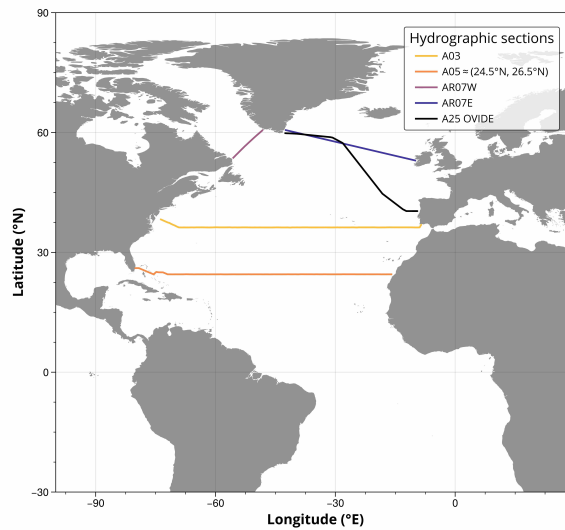 90
60
30
0
−30
Latitude (°N)
Hydrographic sections
A03
A05 ≈ (24.5°N, 26.5°N)
AR07W
AR07E
A25 OVIDE
−90
−60
−30
0
Longitude (°E)